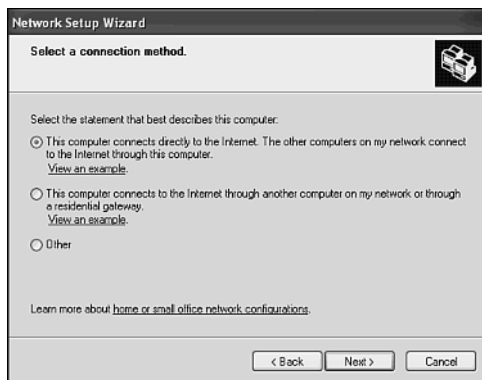 Network Setup Wizard
Select a connection method.
Select the statement that best describes this computer:
This computer connects directly to the Internet. The other computers on my network connect
to the Internet through this computer.
View an example.
This computer connects to the Internet through another computer on my network or through
a residential gateway.
View an example.
Other
Learn more about home or small office network configurations.
< Back
Next >
Cancel